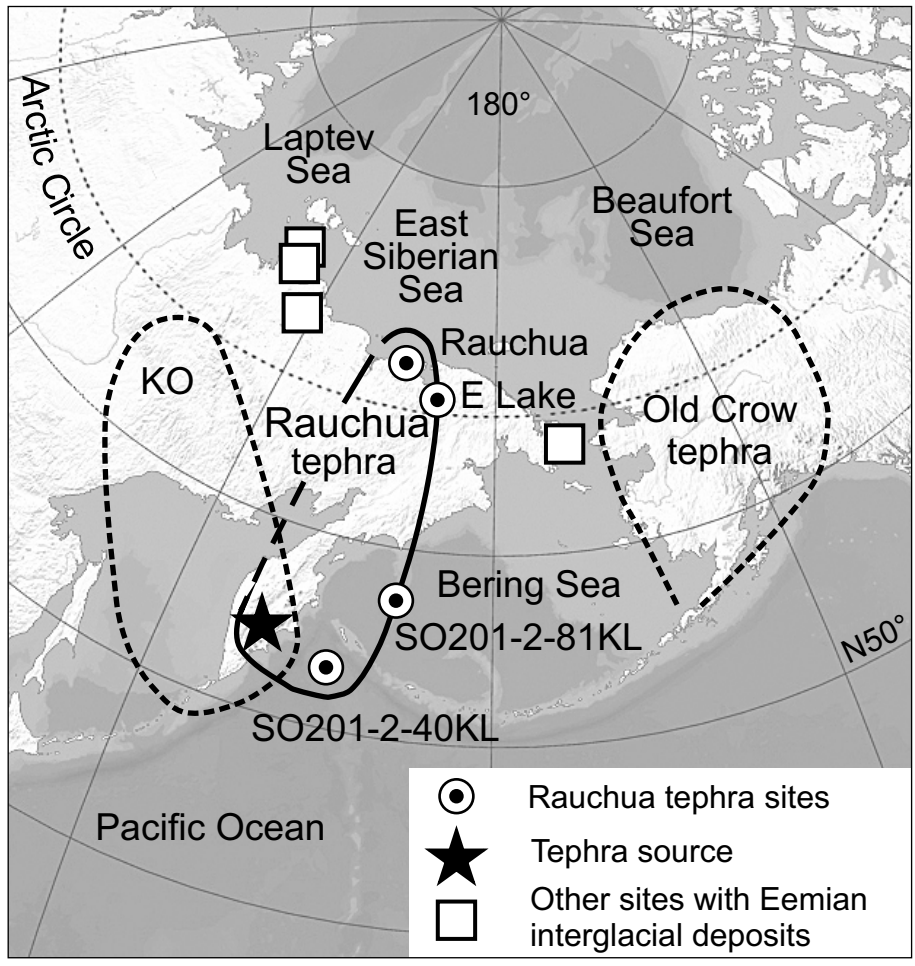 180°
Arctic Circle
Laptev
Sea
East
Siberian
Sea
Beaufort
Sea
Rauchua
KO
E Lake
Rauchua
tephra
Old Crow
tephra
Bering Sea
SO201-2-81KL
N50°
SO201-2-40KL
Pacific Ocean
Rauchua tephra sites
Tephra source
Other sites with Eemian
interglacial deposits